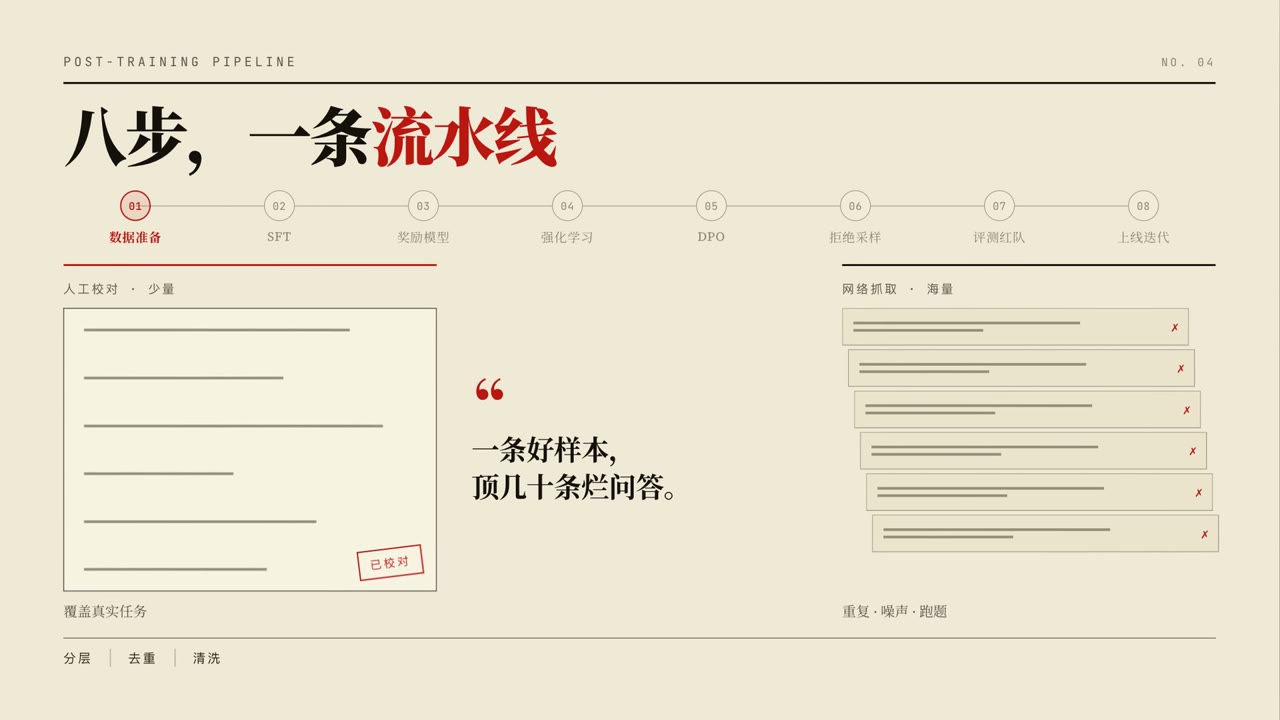 POST-TRAINING PIPELINE
NO. 04
八步，一条流水线
01
02
03
04
05
06
07
08
数据准备
SFT
奖励模型
强化学习
DPO
拒绝采样
评测红队
上线迭代
人工校对 · 少量
网络抓取 · 海量
✗
✗
✗
✗
✗
✗
“
一条好样本，
顶几十条烂问答。
已校对
覆盖真实任务
重复·噪声·跑题
分层
去重
清洗